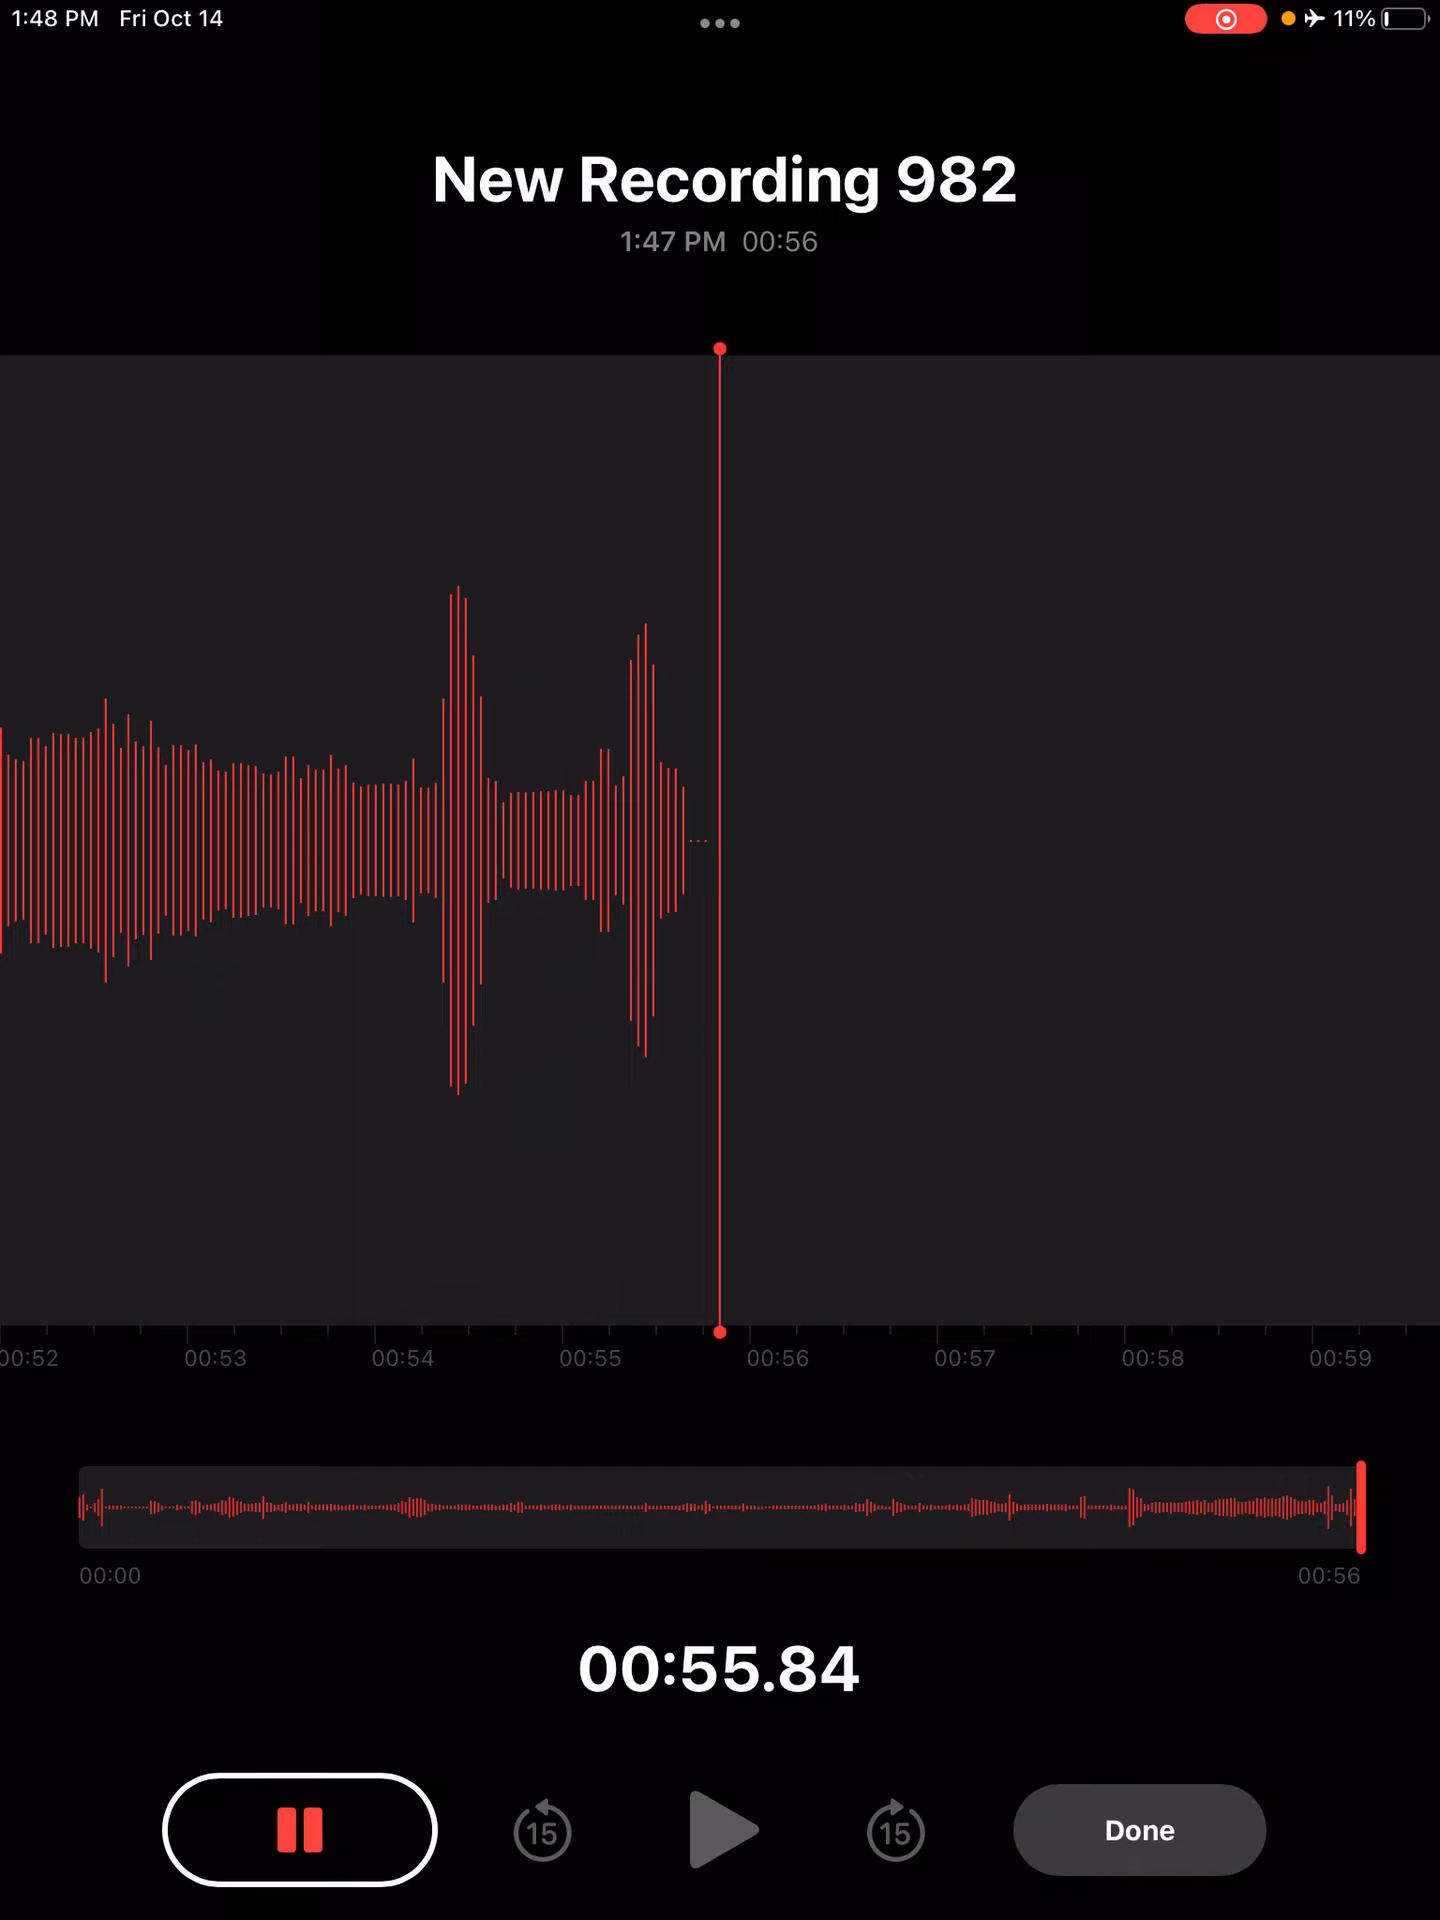 1:48 PM Fri Oct 14
11%
New Recording 982
1:47 PM 00:56
00:52 00:53 00:54 00:55 00:56 00:57 00:58 00:59
00:00 00:56
00:55.84
15 15 Done